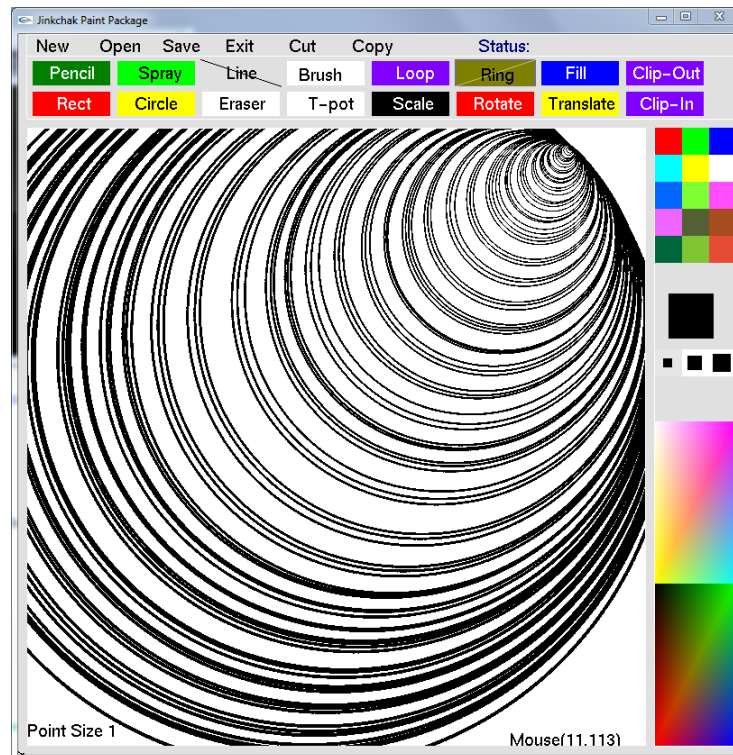 Jinkchak Paint Package
New Open Save Exit Cut Copy Status:
Pencil Spray Line Brush Loop Ring Fill Clip-Out
Rect Circle Eraser T-pot Scale Rotate Translate Clip-In
Point Size 1
Mouse(11,113)